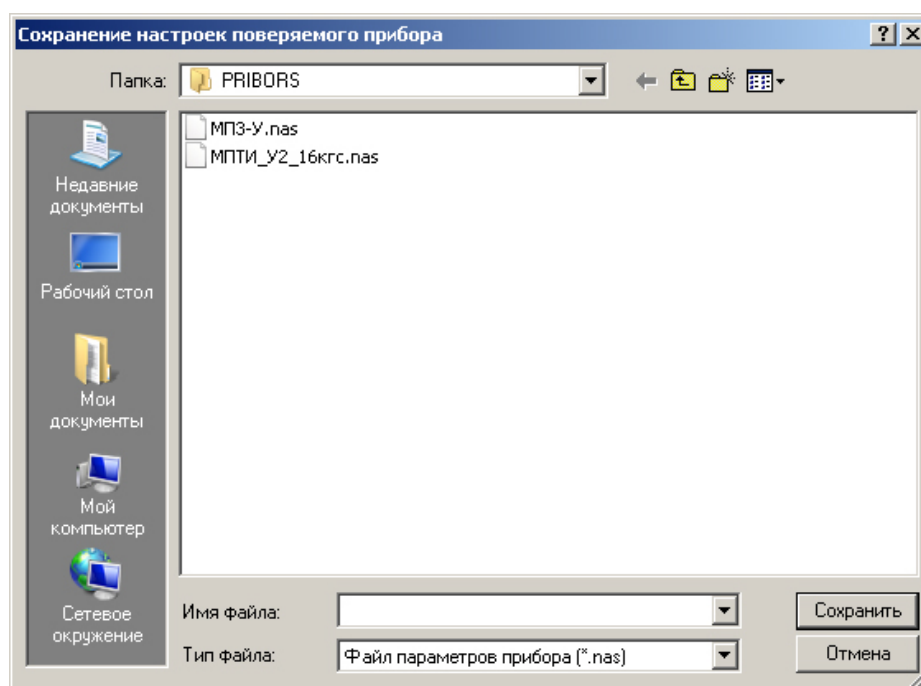 Сохранение настроек поверяемого прибора
Папка: PRIBORS
МПЗ-У.nas
МПТИ_У2_16кгс.nas
Недавние
документы
Рабочий стол
Мои
документы
Мой
компьютер
Сетевое
окружение
Имя файла:
Сохранить
Тип файла: Файл параметров прибора (*.nas)
Отмена